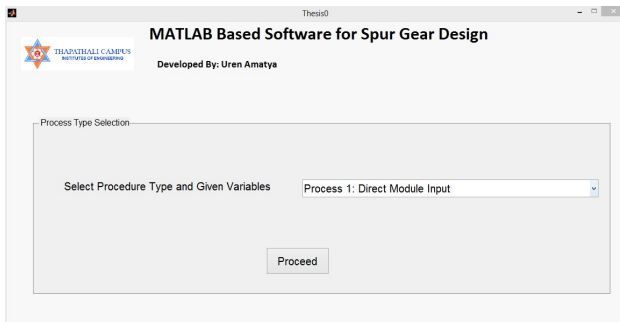 Thesis0
MATLAB Based Software for Spur Gear Design
THAPATHALI CAMPUS
INSTITUTES OF ENGINEERING
Developed By: Uren Amatya
Process Type Selection
Select Procedure Type and Given Variables
Process 1: Direct Module Input
Proceed